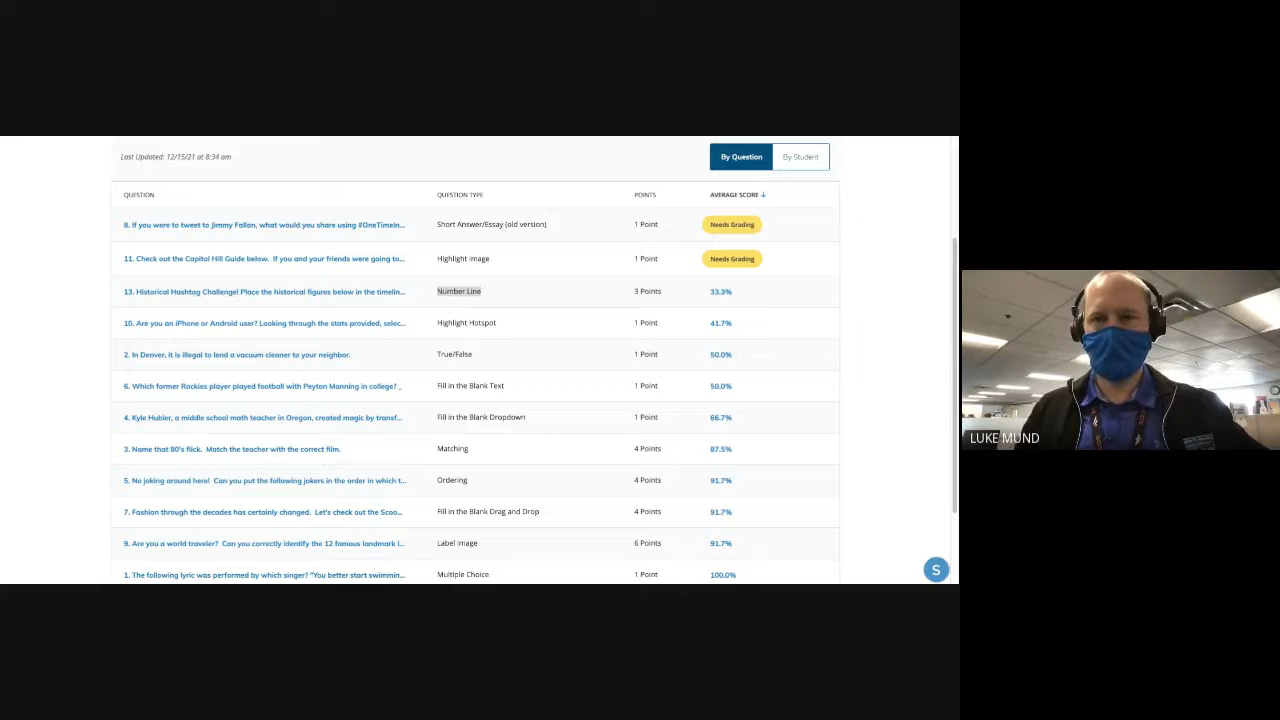 Last Updated: 12/15/21 at 8:34 am
By Question
By Student
QUESTION QUESTION TYPE POINTS AVERAGE SCORE ↓
8. If you were to tweet to Jimmy Fallon, what would you share using #OneTimeIn... Short Answer/Essay (old version) 1 Point Needs Grading
11. Check out the Capitol Hill Guide below. If you and your friends were going to... Highlight Image 1 Point Needs Grading
13. Historical Hashtag Challenge! Place the historical figures below in the timelin... Number Line 3 Points 33.3%
10. Are you an iPhone or Android user? Looking through the stats provided, selec... Highlight Hotspot 1 Point 41.7%
2. In Denver, it is illegal to lend a vacuum cleaner to your neighbor. True/False 1 Point 50.0%
6. Which former Rockies player played football with Peyton Manning in college? _ Fill in the Blank Text 1 Point 50.0%
4. Kyle Hubler, a middle school math teacher in Oregon, created magic by transf... Fill in the Blank Dropdown 1 Point 66.7%
3. Name that 80's flick. Match the teacher with the correct film. Matching 4 Points 87.5%
5. No joking around here! Can you put the following jokers in the order in which t... Ordering 4 Points 91.7%
7. Fashion through the decades has certainly changed. Let's check out the Scoo... Fill in the Blank Drag and Drop 4 Points 91.7%
9. Are you a world traveler? Can you correctly identify the 12 famous landmark l... Label Image 6 Points 91.7%
1. The following lyric was performed by which singer? "You better start swimmin... Multiple Choice 1 Point 100.0%
S
LUKE MUND